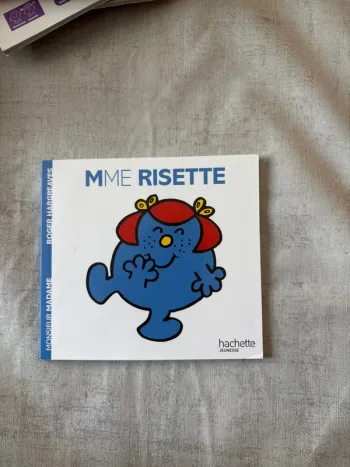 MME RISETTE
MONSIEUR MADAME
ROGER HARGREAVES
hachette
JEUNESSE